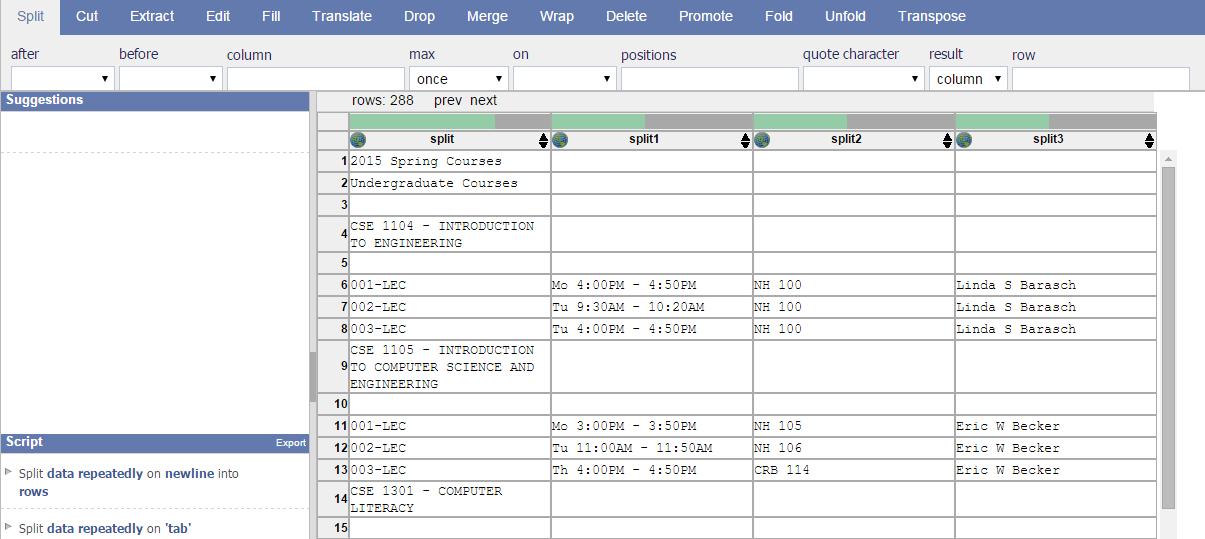 Split Cut Extract Edit Fill Translate Drop Merge Wrap Delete Promote Fold Unfold Transpose
after before column max on positions quote character result row
once column
Suggestions
rows: 288 prev next
split split1 split2 split3
1 2015 Spring Courses
2 Undergraduate Courses
3
4 CSE 1104 - INTRODUCTION
TO ENGINEERING
5
6 001-LEC Mo 4:00PM - 4:50PM NH 100 Linda S Barasch
7 002-LEC Tu 9:30AM - 10:20AM NH 100 Linda S Barasch
8 003-LEC Tu 4:00PM - 4:50PM NH 100 Linda S Barasch
9 CSE 1105 - INTRODUCTION
TO COMPUTER SCIENCE AND
ENGINEERING
10
11 001-LEC Mo 3:00PM - 3:50PM NH 105 Eric W Becker
12 002-LEC Tu 11:00AM - 11:50AM NH 106 Eric W Becker
13 003-LEC Th 4:00PM - 4:50PM CRB 114 Eric W Becker
14 CSE 1301 - COMPUTER
LITERACY
15
Script Export
Split data repeatedly on newline into
rows
Split data repeatedly on 'tab'